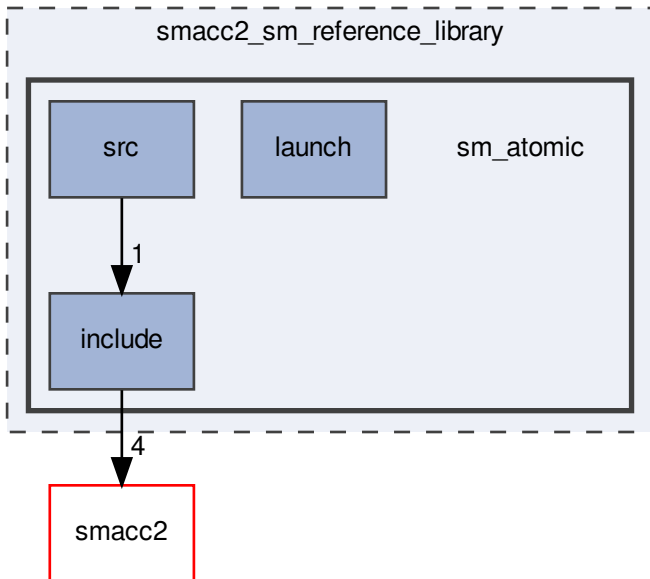 smacc2_sm_reference_library
src
launch
sm_atomic
1
include
4
smacc2